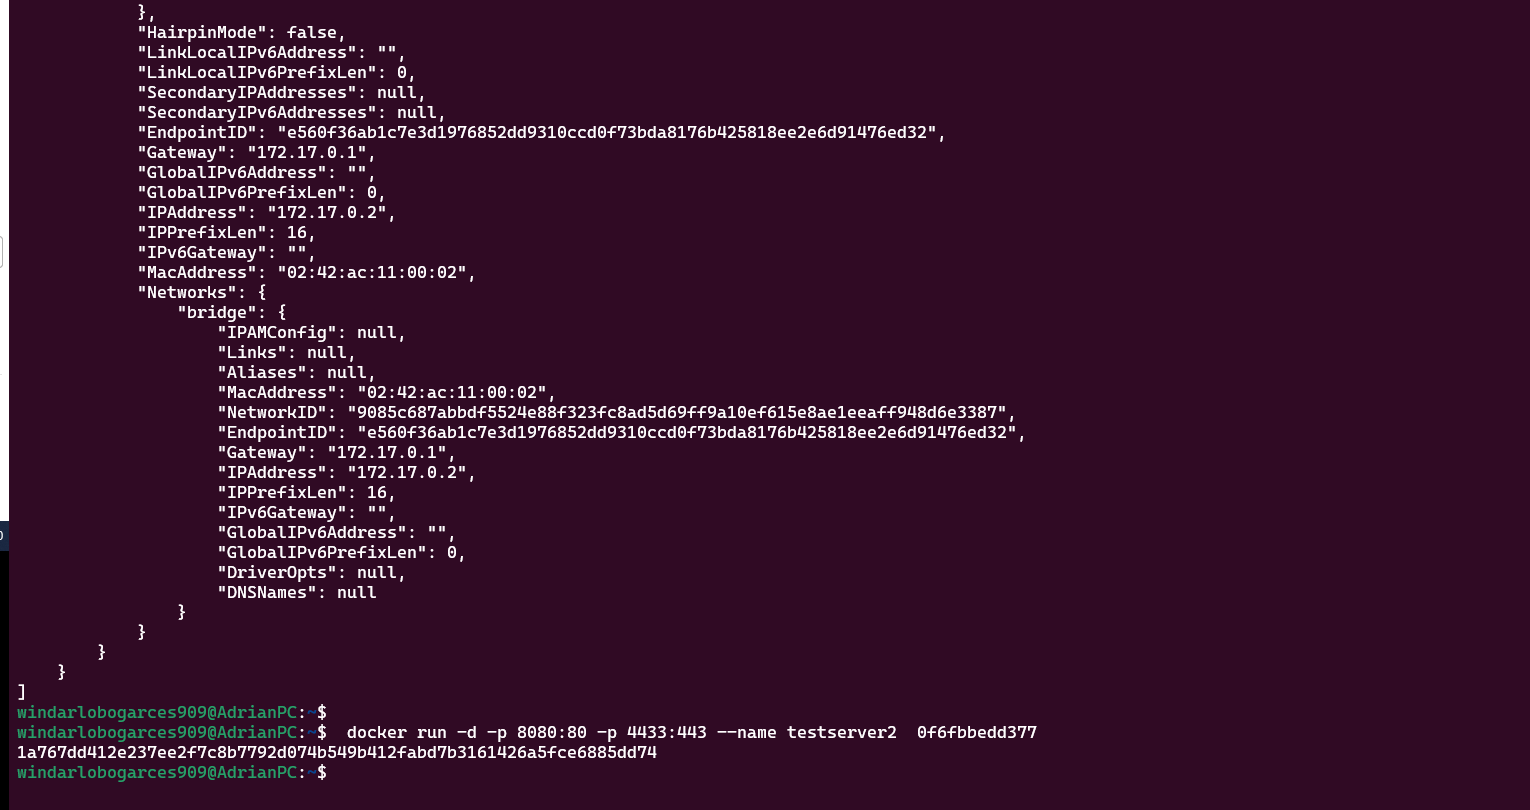 },
"HairpinMode": false,
"LinkLocalIPv6Address": "",
"LinkLocalIPv6PrefixLen": 0,
"SecondaryIPAddresses": null,
"SecondaryIPv6Addresses": null,
"EndpointID": "e560f36ab1c7e3d1976852dd9310ccd0f73bda8176b425818ee2e6d91476ed32",
"Gateway": "172.17.0.1",
"GlobalIPv6Address": "",
"GlobalIPv6PrefixLen": 0,
"IPAddress": "172.17.0.2",
"IPPrefixLen": 16,
"IPv6Gateway": "",
"MacAddress": "02:42:ac:11:00:02",
"Networks": {
"bridge": {
"IPAMConfig": null,
"Links": null,
"Aliases": null,
"MacAddress": "02:42:ac:11:00:02",
"NetworkID": "9085c687abbdf5524e88f323fc8ad5d69ff9a10ef615e8ae1eeaff948d6e3387",
"EndpointID": "e560f36ab1c7e3d1976852dd9310ccd0f73bda8176b425818ee2e6d91476ed32",
"Gateway": "172.17.0.1",
"IPAddress": "172.17.0.2",
"IPPrefixLen": 16,
"IPv6Gateway": "",
"GlobalIPv6Address": "",
"GlobalIPv6PrefixLen": 0,
"DriverOpts": null,
"DNSNames": null
}
}
}
}
]
windarlobogarces909@AdrianPC:~$
windarlobogarces909@AdrianPC:~$  docker run -d -p 8080:80 -p 4433:443 --name testserver2  0f6fbbedd377
1a767dd412e237ee2f7c8b7792d074b549b412fabd7b3161426a5fce6885dd74
windarlobogarces909@AdrianPC:~$